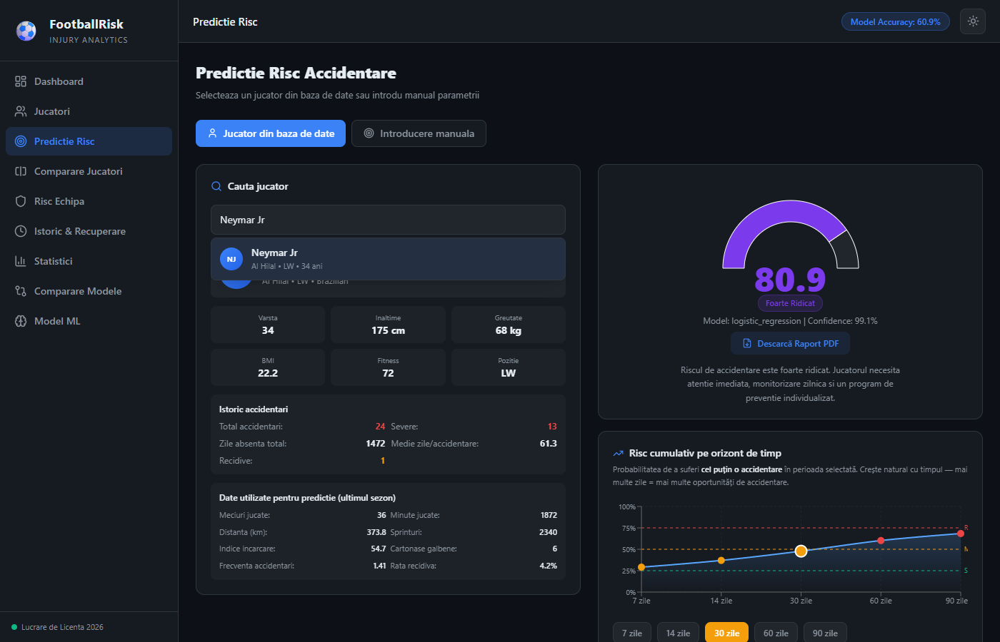 FootballRisk
INJURY ANALYTICS
Dashboard
Jucatori
Predictie Risc
Comparare Jucatori
Risc Echipa
Istoric & Recuperare
Statistici
Comparare Modele
Model ML
Lucrare de Licenta 2026
Predictie Risc
Model Accuracy: 60.9%
Predictie Risc Accidentare
Selecteaza un jucator din baza de date sau introdu manual parametrii
Jucator din baza de date
Introducere manuala
Cauta jucator
Neymar Jr
NJ
Neymar Jr
Al Hilal • LW • 34 ani
Al Hilal • LW • Brazilian
Varsta
34
Inaltime
175 cm
Greutate
68 kg
BMI
22.2
Fitness
72
Pozitie
LW
Istoric accidentari
Total accidentari: 24 Severe: 13
Zile absenta total: 1472 Medie zile/accidentare: 61.3
Recidive: 1
Date utilizate pentru predictie (ultimul sezon)
Meciuri jucate: 36 Minute jucate: 1872
Distanta (km): 373.8 Sprinturi: 2340
Indice incarcare: 54.7 Cartonase galbene: 6
Frecventa accidentari: 1.41 Rata recidiva: 4.2%
80.9
Foarte Ridicat
Model: logistic_regression | Confidence: 99.1%
Descarcă Raport PDF
Riscul de accidentare este foarte ridicat. Jucatorul necesita
atentie imediata, monitorizare zilnica si un program de
preventie individualizat.
Risc cumulativ pe orizont de timp
Probabilitatea de a suferi cel puțin o accidentare în perioada selectată. Crește natural cu timpul — mai
multe zile = mai multe oportunități de accidentare.
100%
75%
R
50%
M
25%
S
0%
7 zile 14 zile 30 zile 60 zile 90 zile
7 zile 14 zile 30 zile 60 zile 90 zile